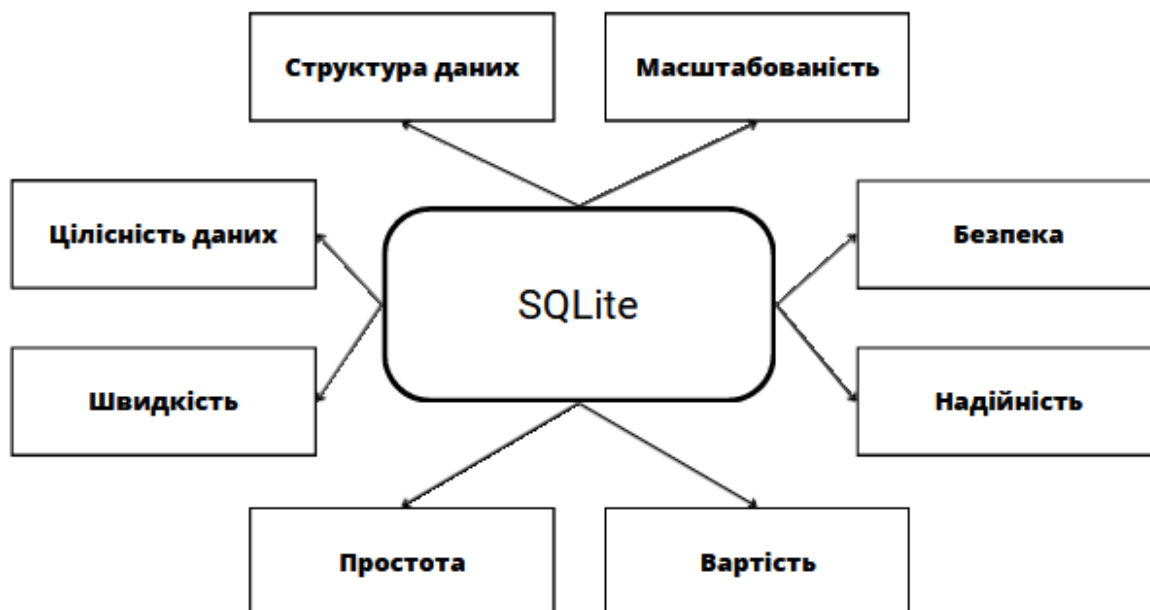 Структура даних
Масштабованість
Цілісність даних
Безпека
SQLite
Швидкість
Надійність
Простота
Вартість